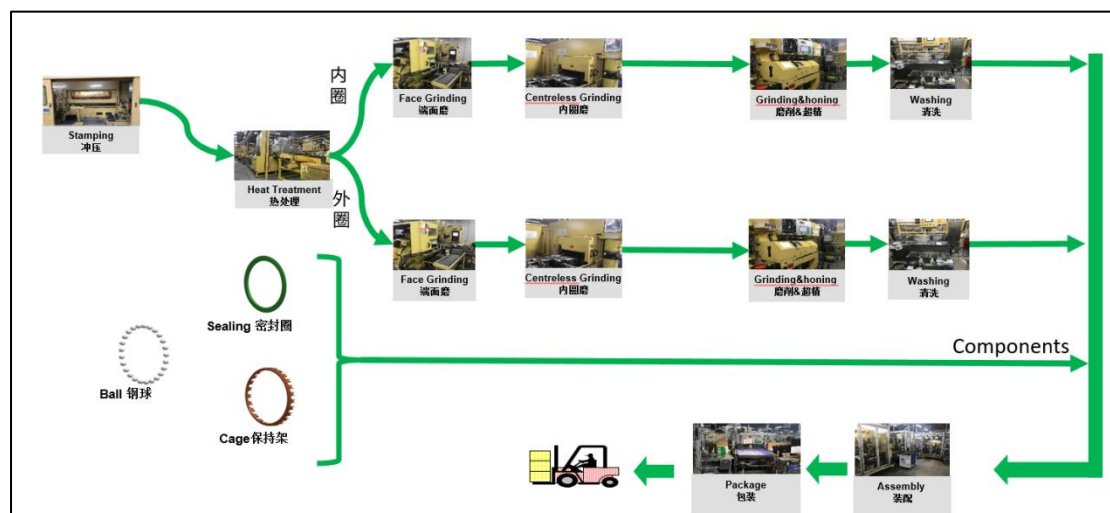 Stamping
冲压
Heat Treatment
热处理
内
圈
外
圈
Face Grinding
端面磨
Centreless Grinding
内圆磨
Grinding&honing
磨削&超精
Washing
清洗
Face Grinding
端面磨
Centreless Grinding
内圆磨
Grinding&honing
磨削&超精
Washing
清洗
Sealing 密封圈
Ball 钢球
Cage保持架
Components
Package
包装
Assembly
装配